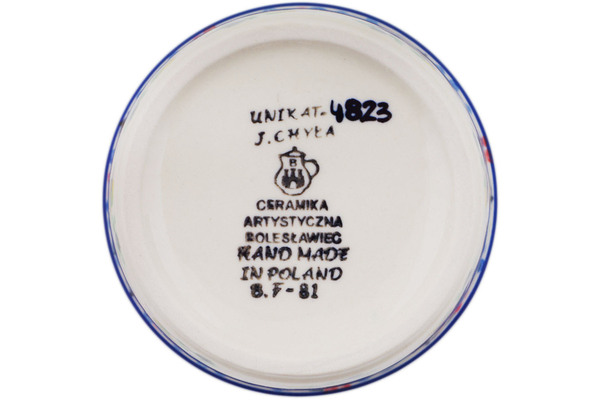 UNIKAT-4823
J. CHYŁA
B
CERAMIKA
ARTYSTYCZNA
BOLESŁAWIEC
HAND MADE
IN POLAND
B.F-81